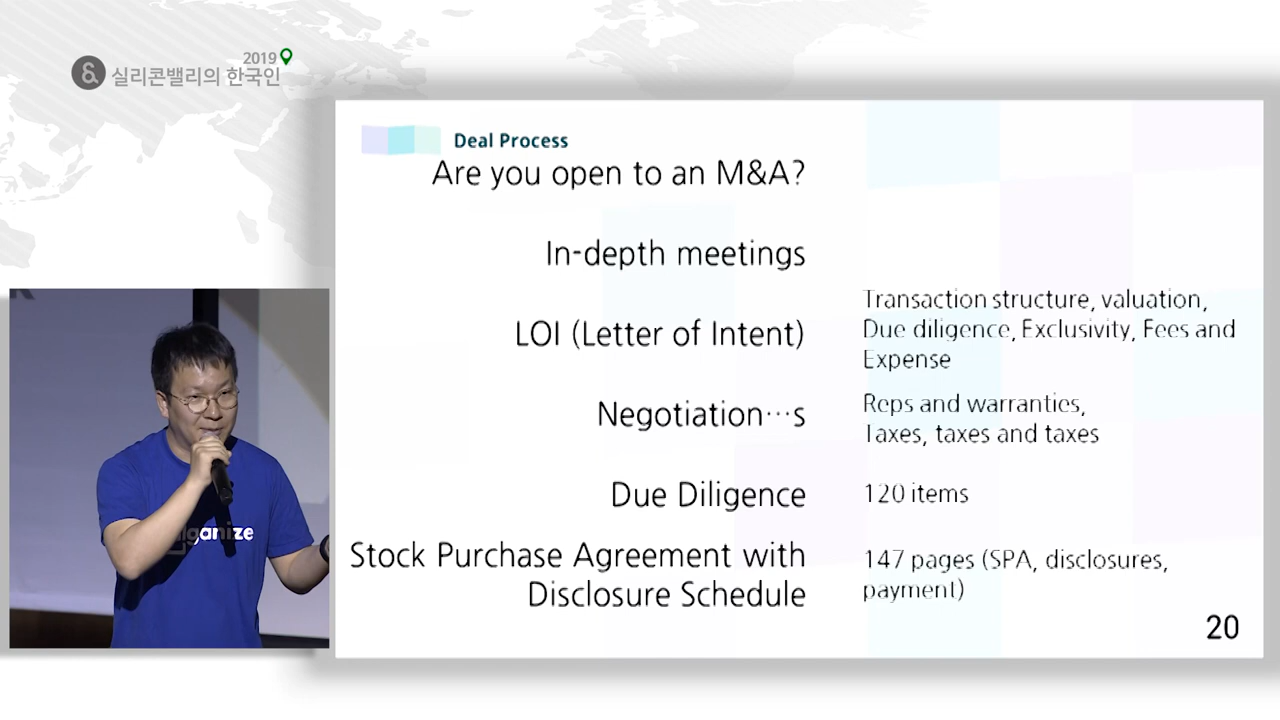 2019
& 실리콘밸리의 한국인
Deal Process
Are you open to an M&A?
In-depth meetings
LOI (Letter of Intent)
Transaction structure, valuation,
Due diligence, Exclusivity, Fees and
Expense
Negotiation…s
Reps and warranties,
Taxes, taxes and taxes
Due Diligence
120 items
Stock Purchase Agreement with
Disclosure Schedule
147 pages (SPA, disclosures,
payment)
20